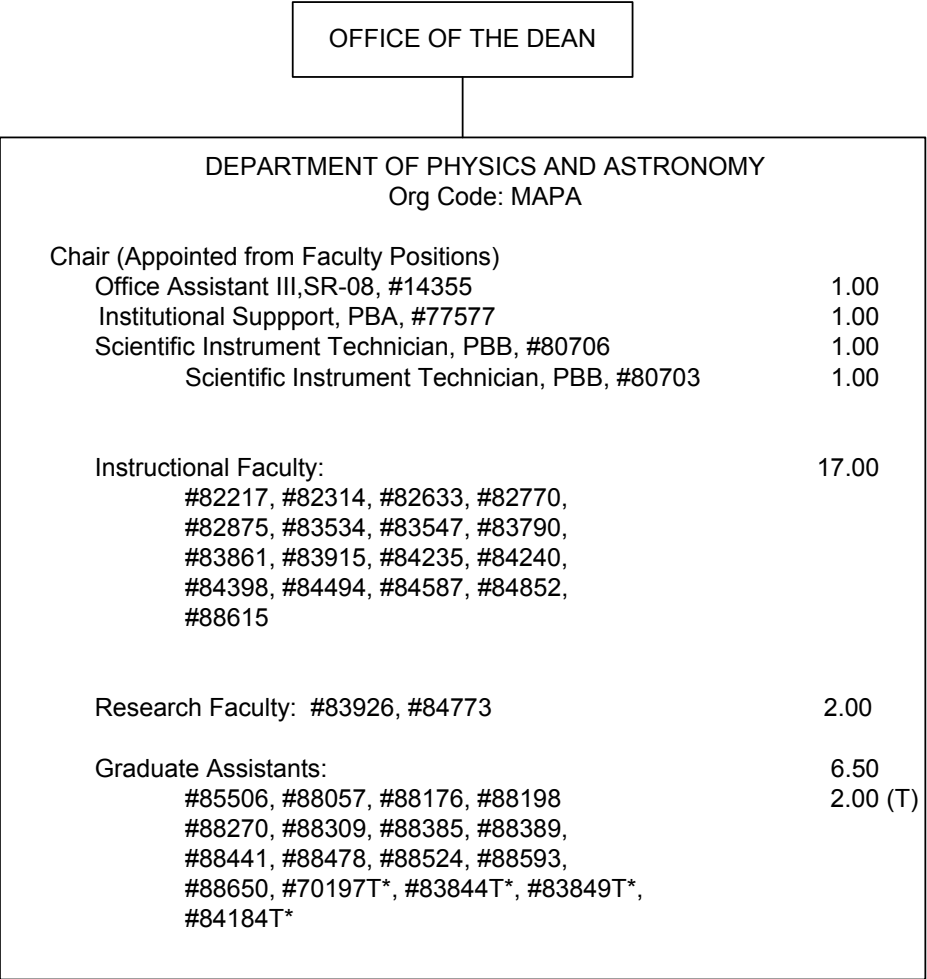 OFFICE OF THE DEAN
DEPARTMENT OF PHYSICS AND ASTRONOMY
Org Code: MAPA
Chair (Appointed from Faculty Positions)
Office Assistant III,SR-08, #14355 1.00
Institutional Suppport, PBA, #77577 1.00
Scientific Instrument Technician, PBB, #80706 1.00
Scientific Instrument Technician, PBB, #80703 1.00
Instructional Faculty: 17.00
#82217, #82314, #82633, #82770,
#82875, #83534, #83547, #83790,
#83861, #83915, #84235, #84240,
#84398, #84494, #84587, #84852,
#88615
Research Faculty: #83926, #84773 2.00
Graduate Assistants: 6.50
#85506, #88057, #88176, #88198 2.00 (T)
#88270, #88309, #88385, #88389,
#88441, #88478, #88524, #88593,
#88650, #70197T*, #83844T*, #83849T*,
#84184T*